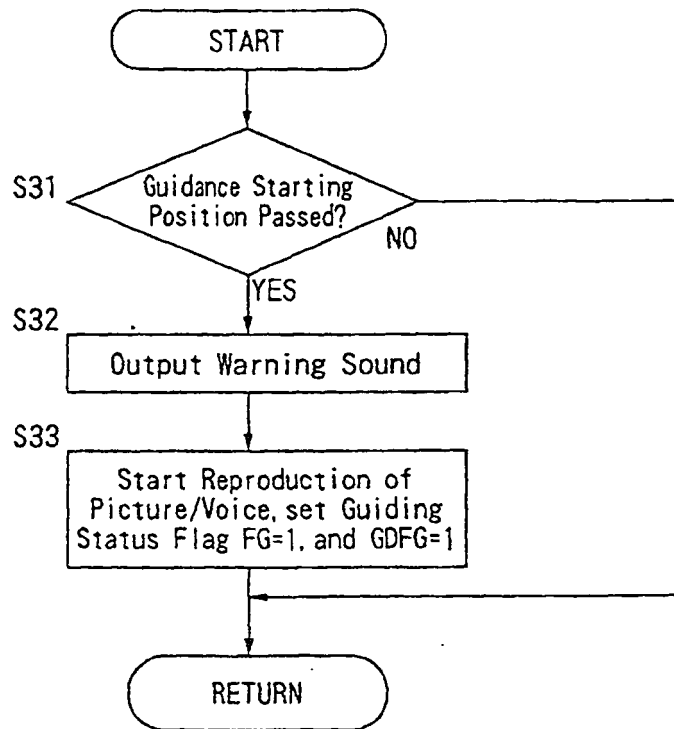 START
S31
Guidance Starting
Position Passed?
NO
YES
S32
Output Warning Sound
S33
Start Reproduction of
Picture/Voice, set Guiding
Status Flag FG=1, and GDFG=1
RETURN